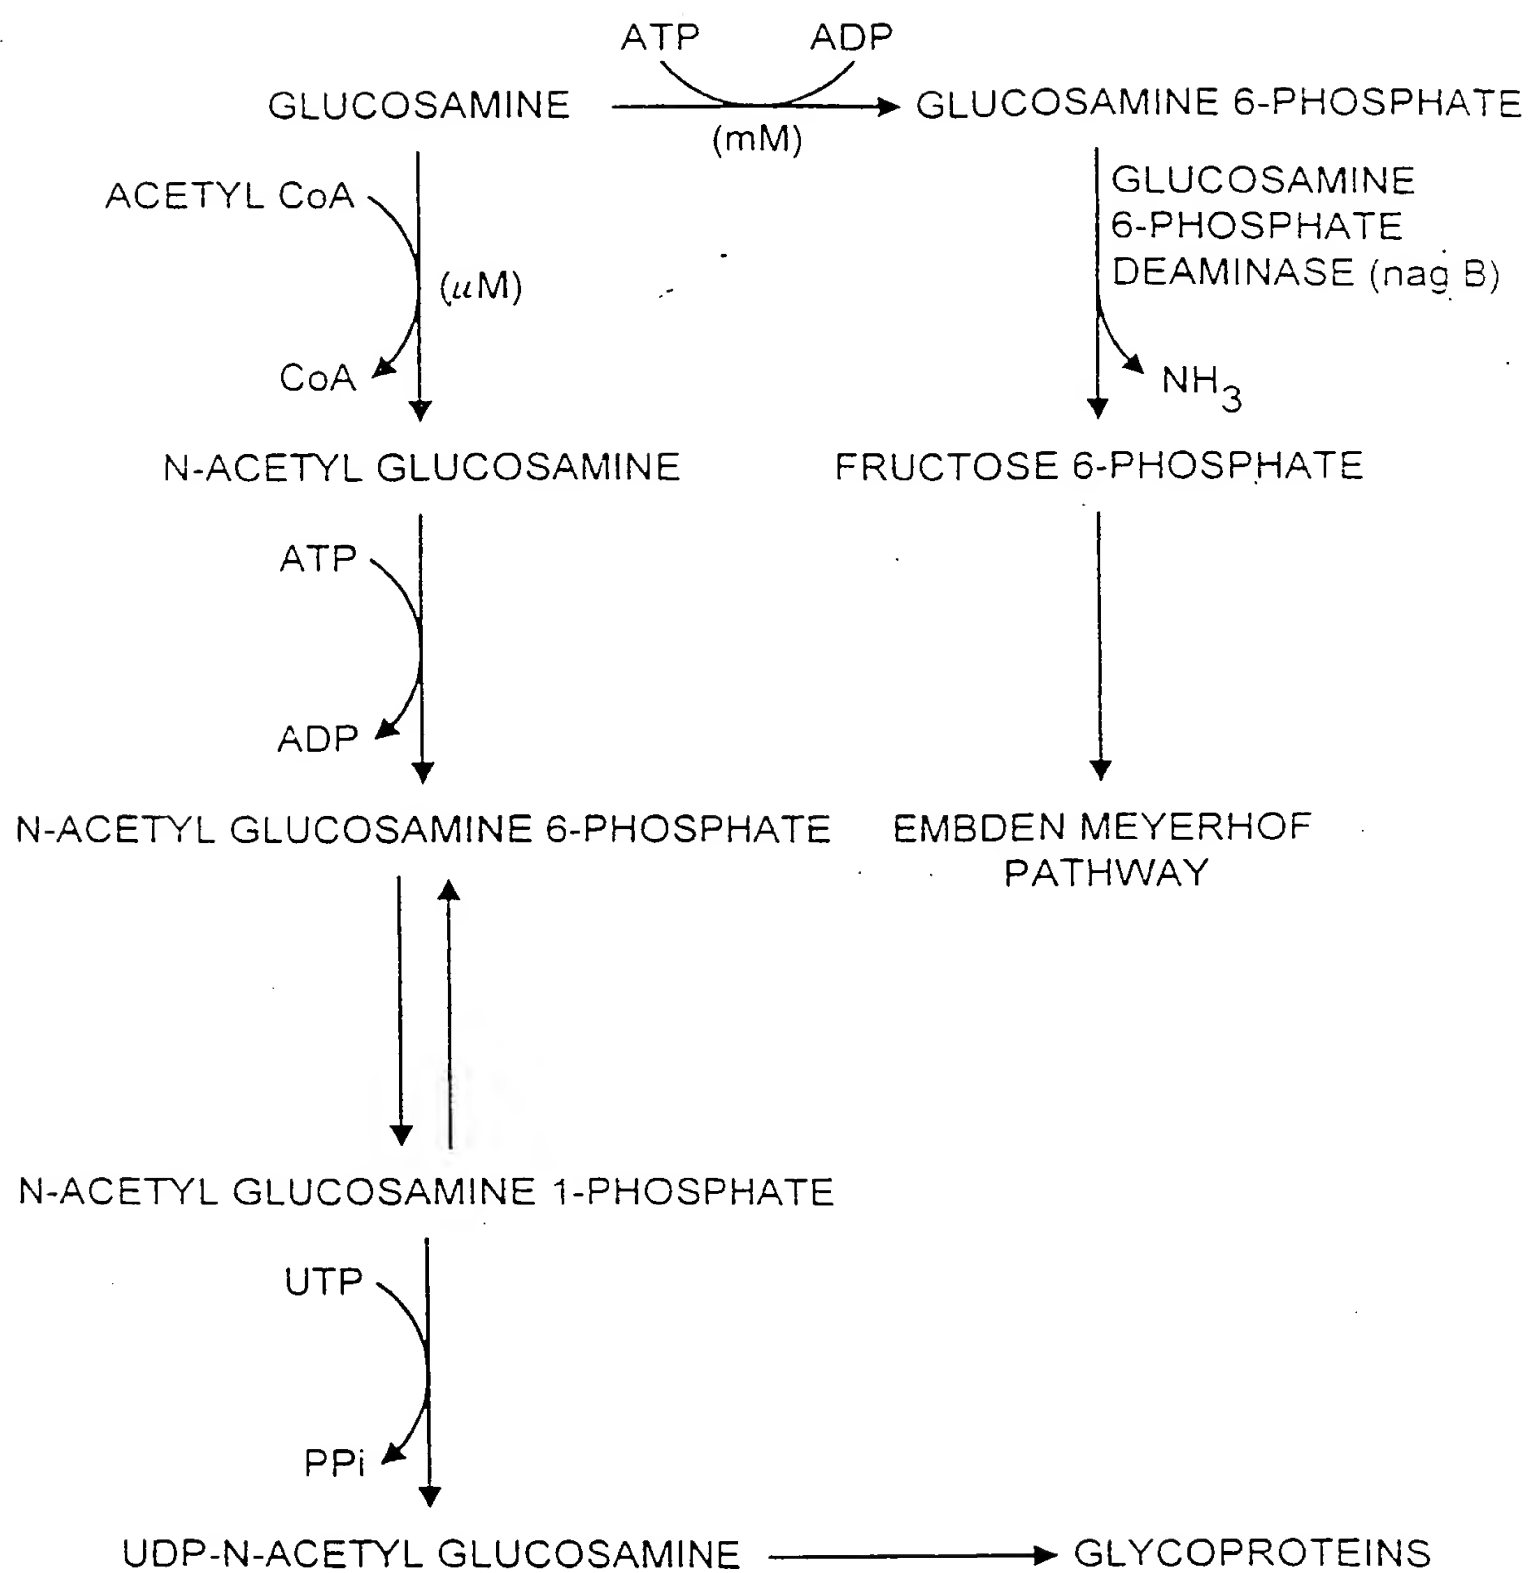 ATP ADP
GLUCOSAMINE GLUCOSAMINE 6-PHOSPHATE
(mM)
ACETYL CoA
(μM)
CoA
GLUCOSAMINE
6-PHOSPHATE
DEAMINASE (nag B)
NH3
N-ACETYL GLUCOSAMINE FRUCTOSE 6-PHOSPHATE
ATP
ADP
N-ACETYL GLUCOSAMINE 6-PHOSPHATE EMBDEN MEYERHOF
PATHWAY
N-ACETYL GLUCOSAMINE 1-PHOSPHATE
UTP
PPi
UDP-N-ACETYL GLUCOSAMINE GLYCOPROTEINS